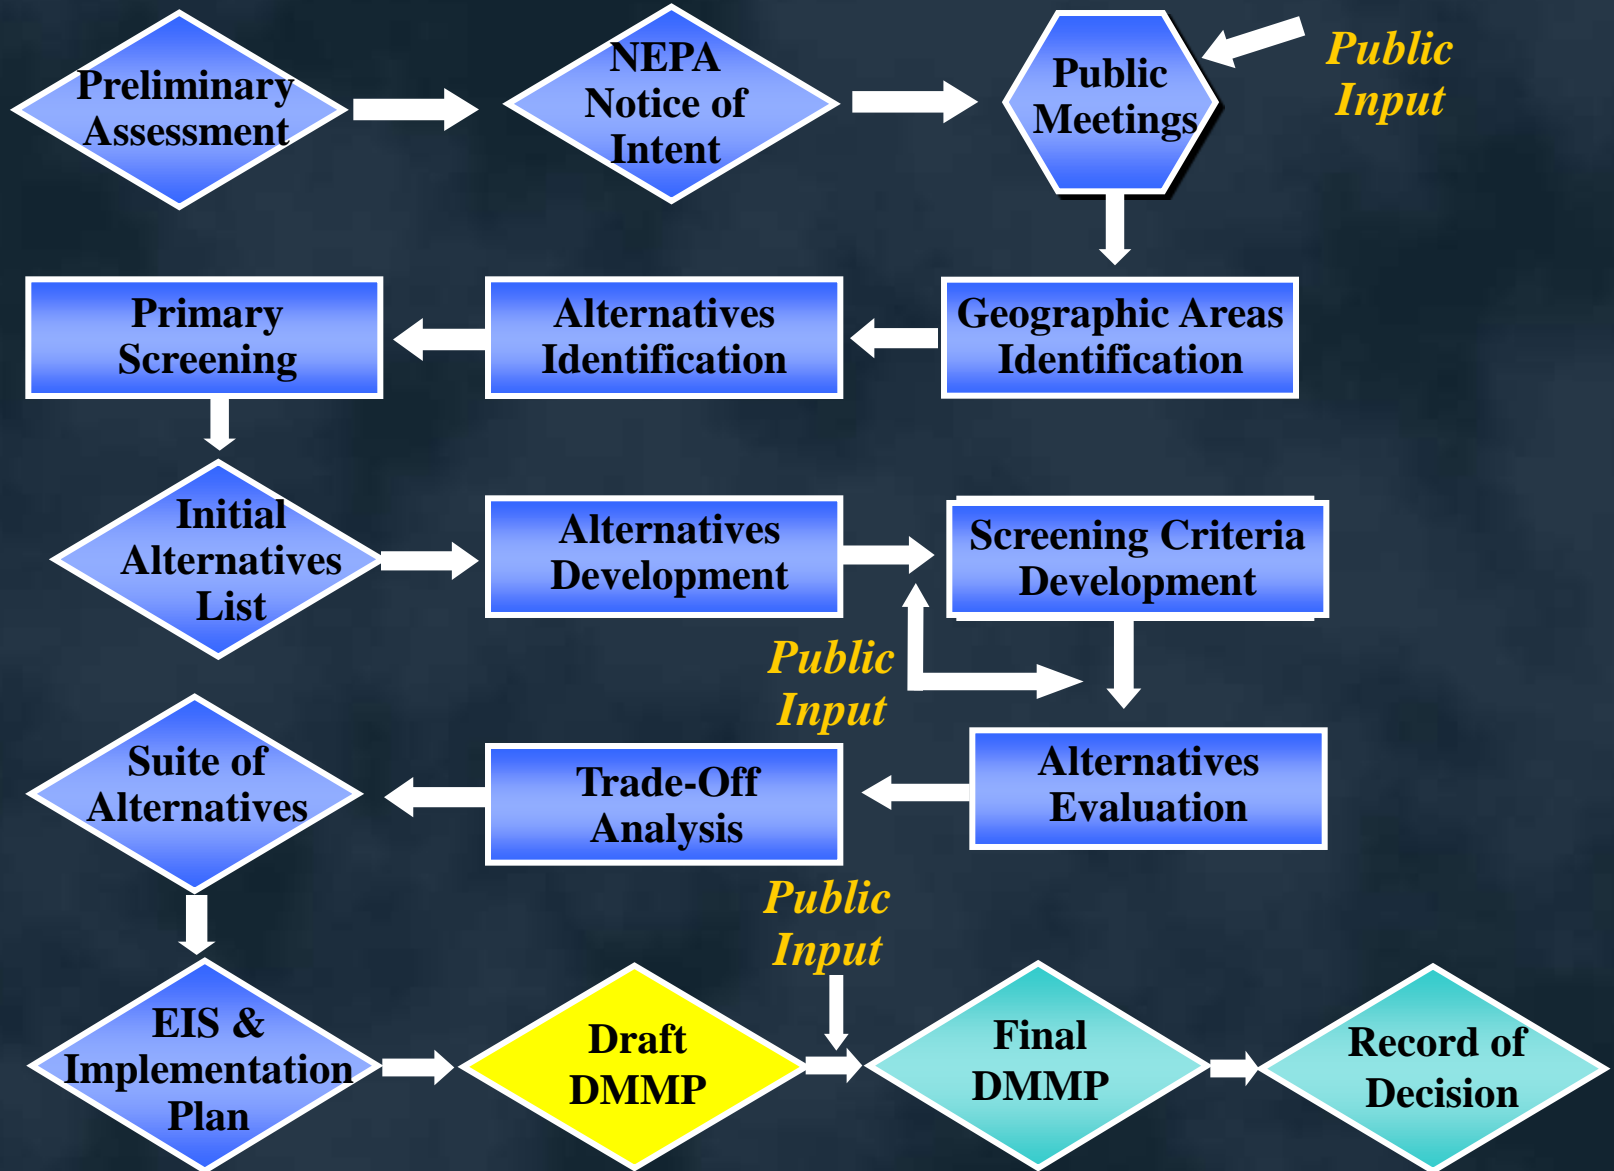 Preliminary
Assessment
NEPA
Notice of
Intent
Public
Meetings
Public
Input
Primary
Screening
Alternatives
Identification
Geographic Areas
Identification
Initial
Alternatives
List
Alternatives
Development
Screening Criteria
Development
Public
Input
Suite of
Alternatives
Trade-Off
Analysis
Alternatives
Evaluation
Public
Input
EIS &
Implementation
Plan
Draft
DMMP
Final
DMMP
Record of
Decision